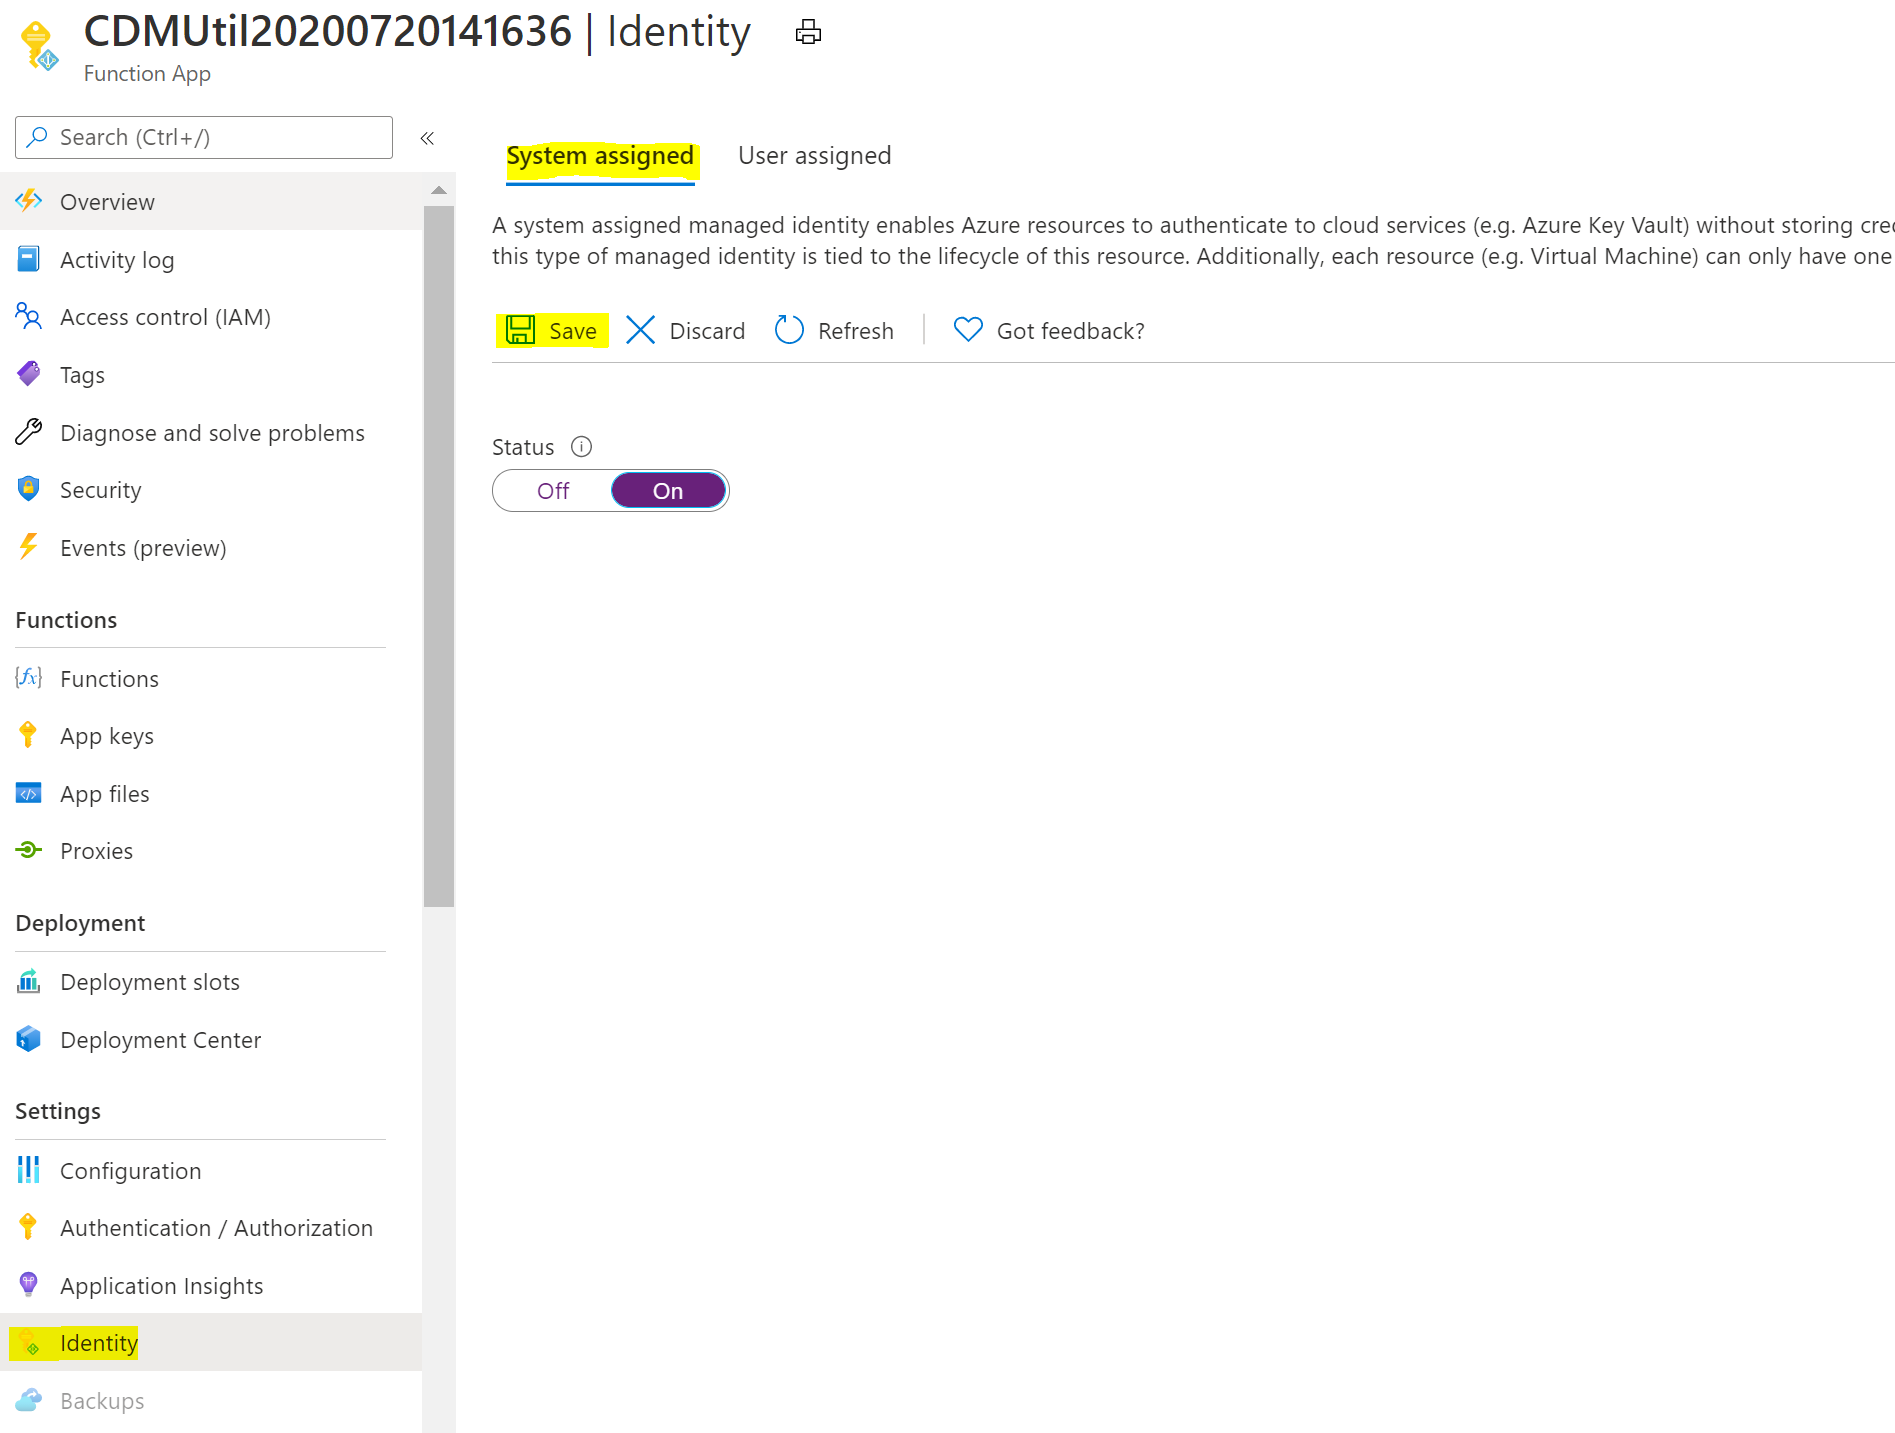 CDMUtil20200720141636 | Identity
Function App
Search (Ctrl+/)
«
Overview
Activity log
Access control (IAM)
Tags
Diagnose and solve problems
Security
Events (preview)
Functions
Functions
App keys
App files
Proxies
Deployment
Deployment slots
Deployment Center
Settings
Configuration
Authentication / Authorization
Application Insights
Identity
Backups
System assigned User assigned
A system assigned managed identity enables Azure resources to authenticate to cloud services (e.g. Azure Key Vault) without storing
this type of managed identity is tied to the lifecycle of this resource. Additionally, each resource (e.g. Virtual Machine) can only have one
Save Discard Refresh Got feedback?
Status
Off On